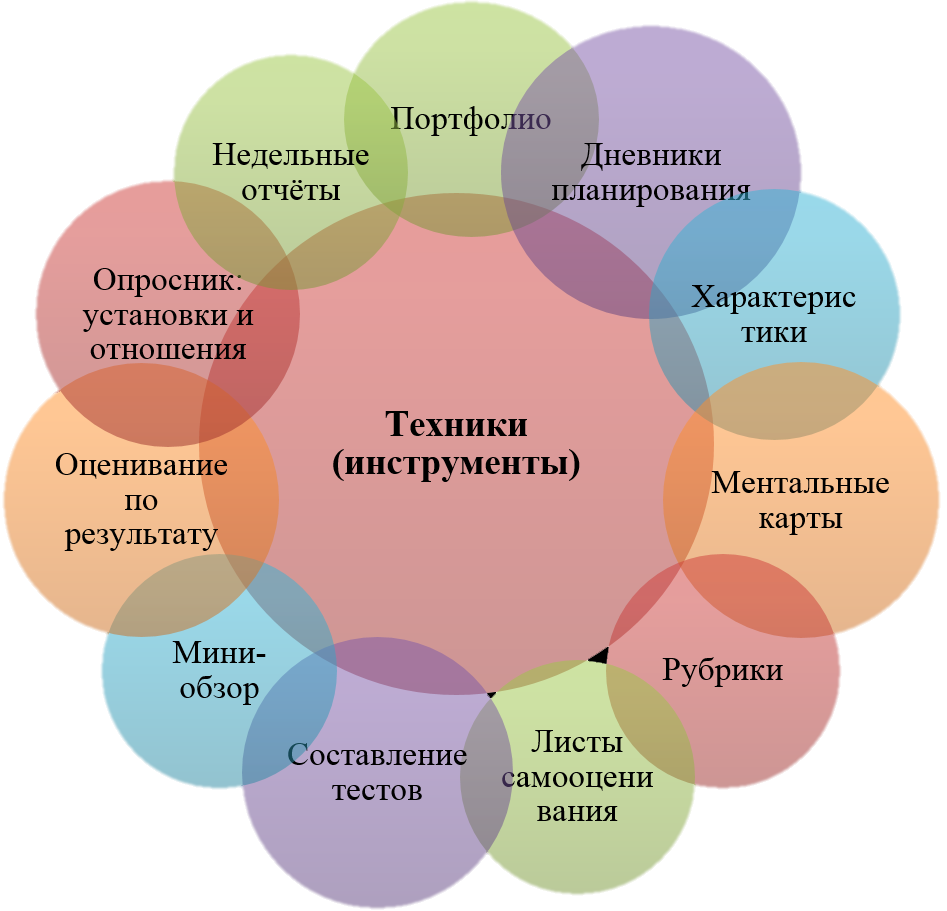 Портфолио
Дневники
планирования
Характерис
тики
Ментальные
карты
Рубрики
Листы
самооцени
вания
Составление
тестов
Мини-
обзор
Оценивание
по
результату
Опросник:
установки и
отношения
Недельные
отчёты
Техники
(инструменты)